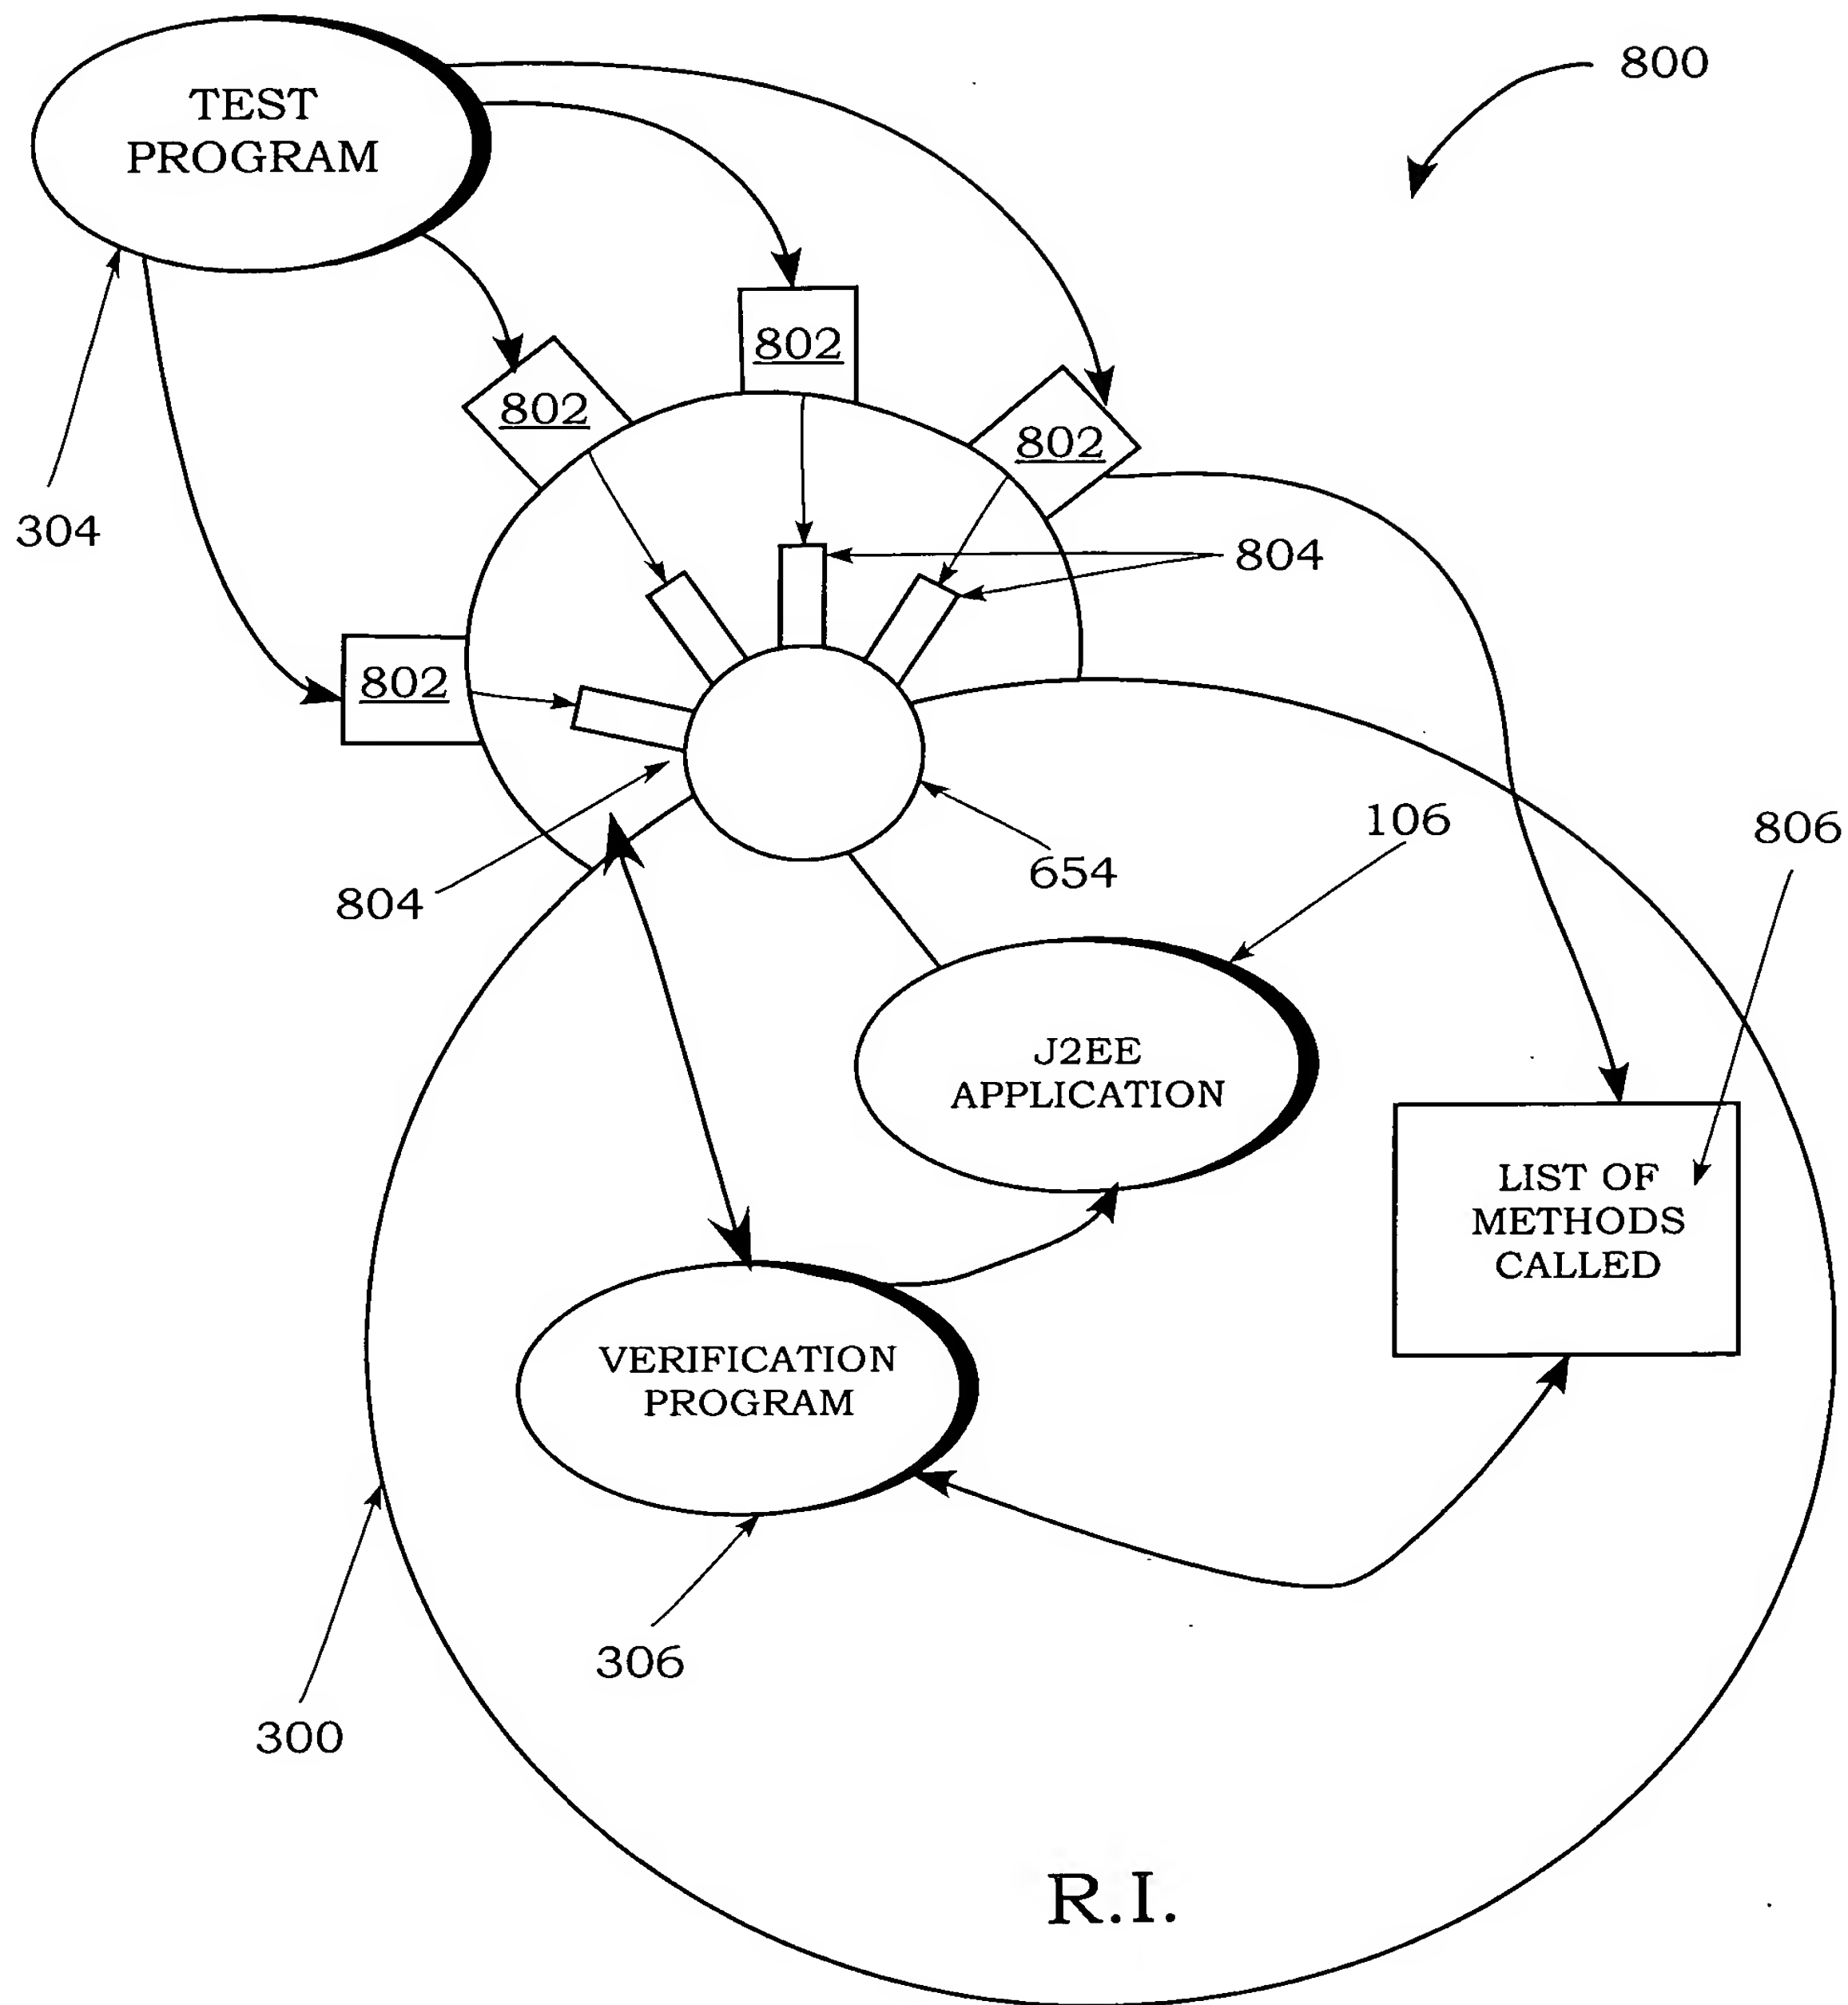 800
TEST
PROGRAM
802
802
802
304
804
802
106
806
654
804
J2EE
APPLICATION
LIST OF
METHODS
CALLED
VERIFICATION
PROGRAM
306
300
R.I.